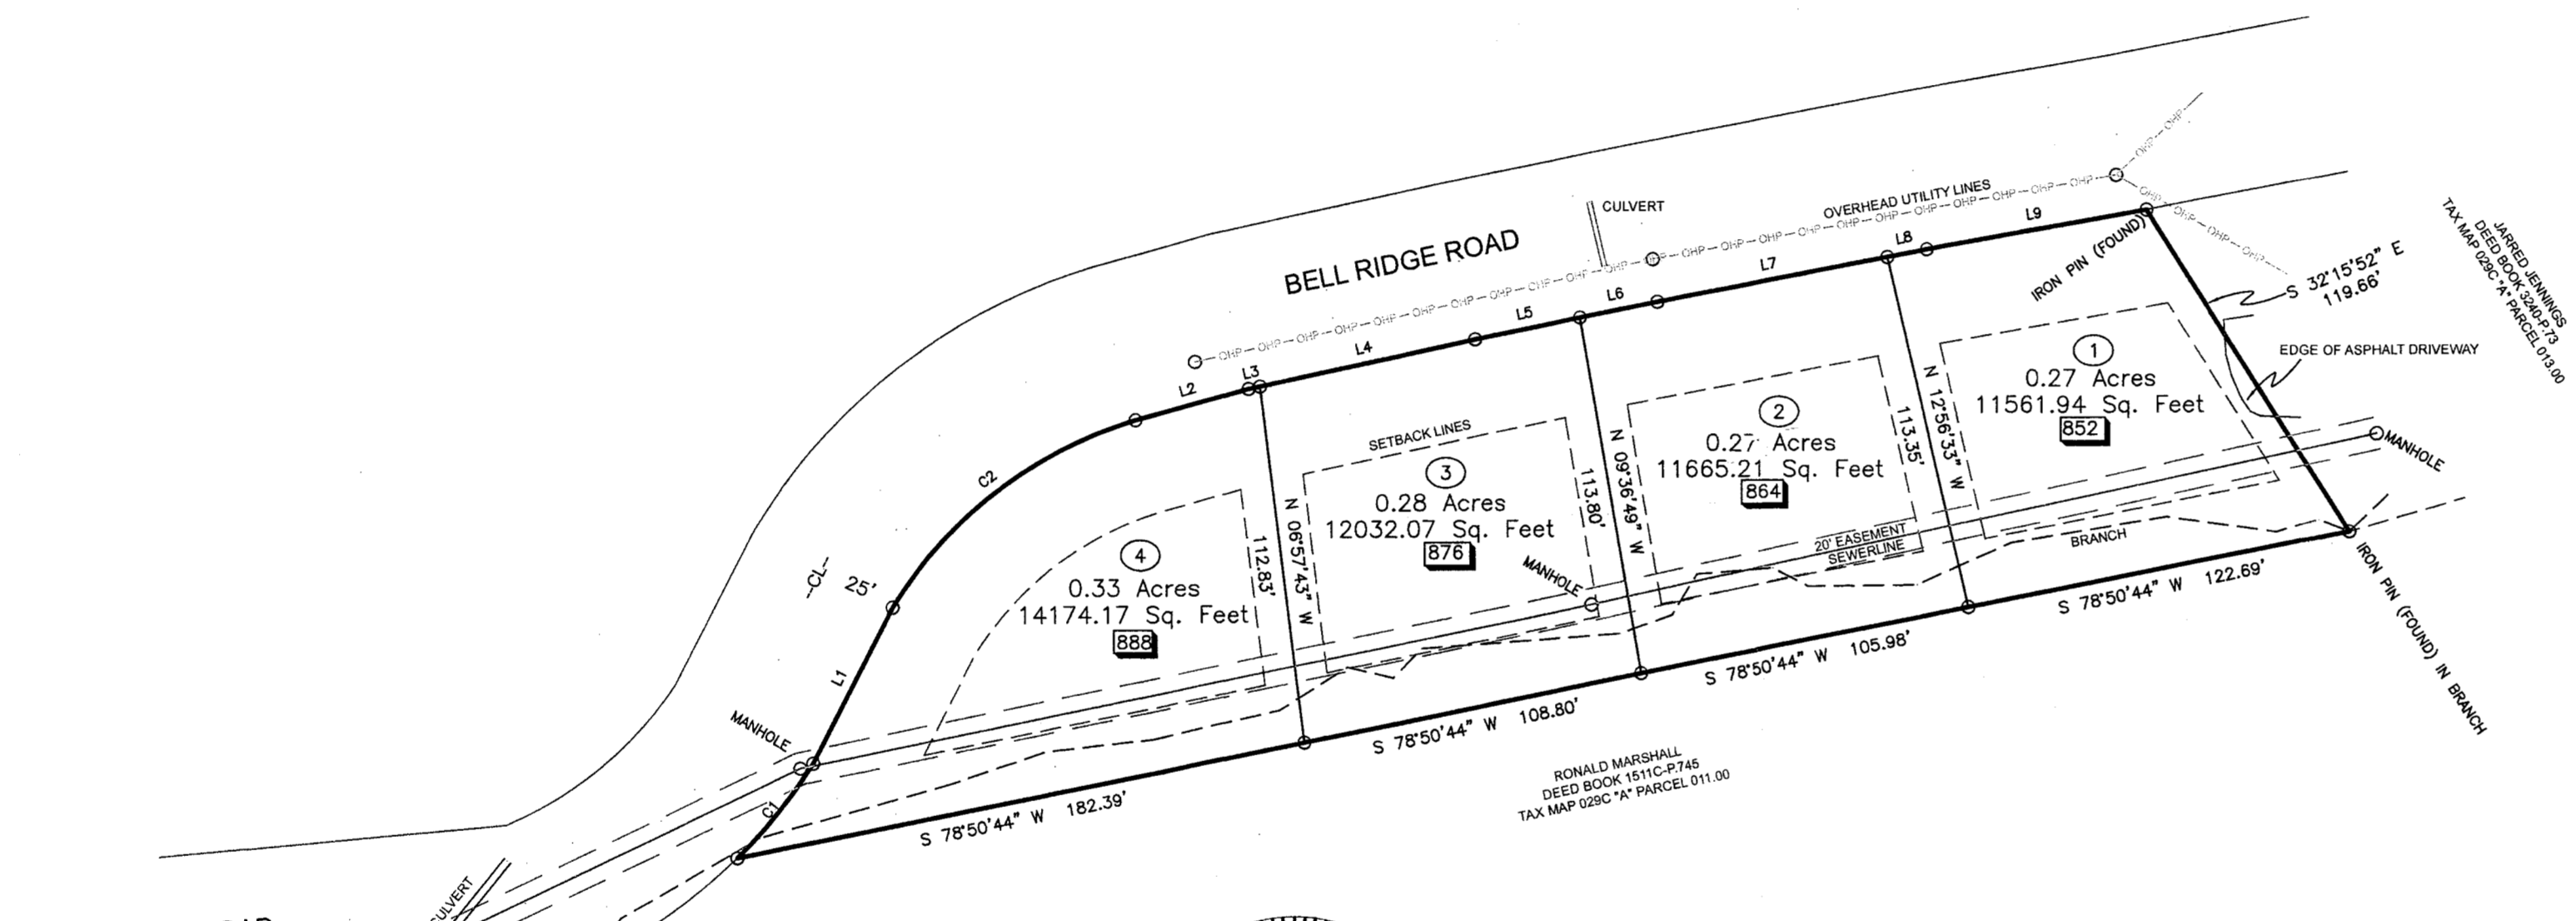 BELL RIDGE ROAD
CULVERT
OVERHEAD UTILITY LINES
OHP
OHP
OHP
L9
L8
L7
L6
L5
L4
L3
L2
C2
L1
C1
IRON PIN (FOUND)
S 32°15'52" E
119.66'
JARRED JENNINGS
DEED BOOK 3240-P.73
TAX MAP 029C "A" PARCEL 013.00
EDGE OF ASPHALT DRIVEWAY
MANHOLE
1
0.27 Acres
11561.94 Sq. Feet
852
N 12°56'33" W
113.35'
2
0.27 Acres
11665.21 Sq. Feet
864
N 09°36'49" W
113.80'
SETBACK LINES
3
0.28 Acres
12032.07 Sq. Feet
876
MANHOLE
N 06°57'43" W
112.83'
4
0.33 Acres
14174.17 Sq. Feet
888
20' EASEMENT
SEWERLINE
BRANCH
--CL--
25'
MANHOLE
S 78°50'44" W 122.69'
S 78°50'44" W 105.98'
S 78°50'44" W 108.80'
S 78°50'44" W 182.39'
IRON PIN (FOUND) IN BRANCH
RONALD MARSHALL
DEED BOOK 1511C-P.745
TAX MAP 029C "A" PARCEL 011.00
CULVERT